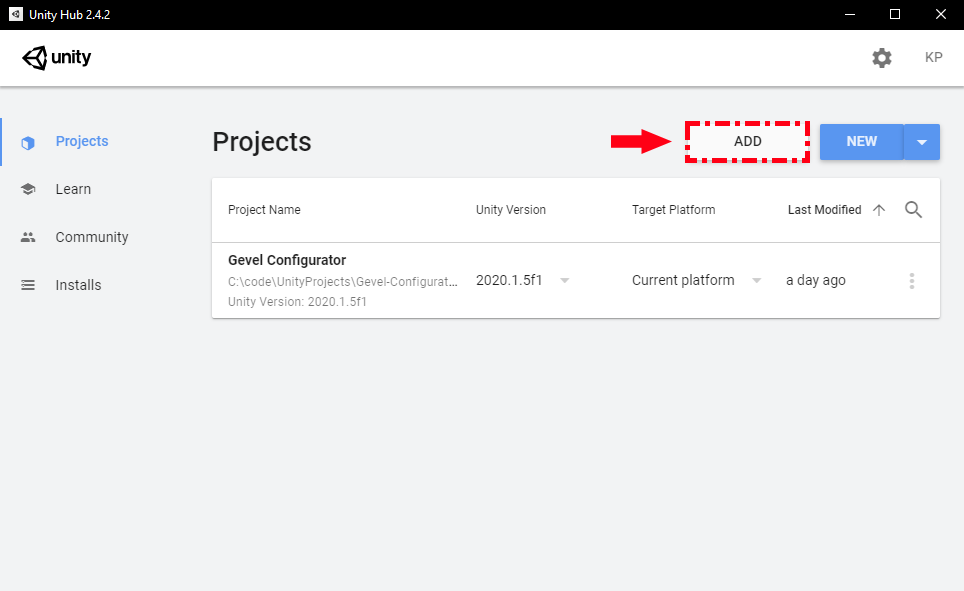 Unity Hub 2.4.2
unity
KP
Projects
Learn
Community
Installs
Projects
ADD
NEW
Project Name
Unity Version
Target Platform
Last Modified
Gevel Configurator
C:\code\UnityProjects\Gevel-Configurat...
Unity Version: 2020.1.5f1
2020.1.5f1
Current platform
a day ago